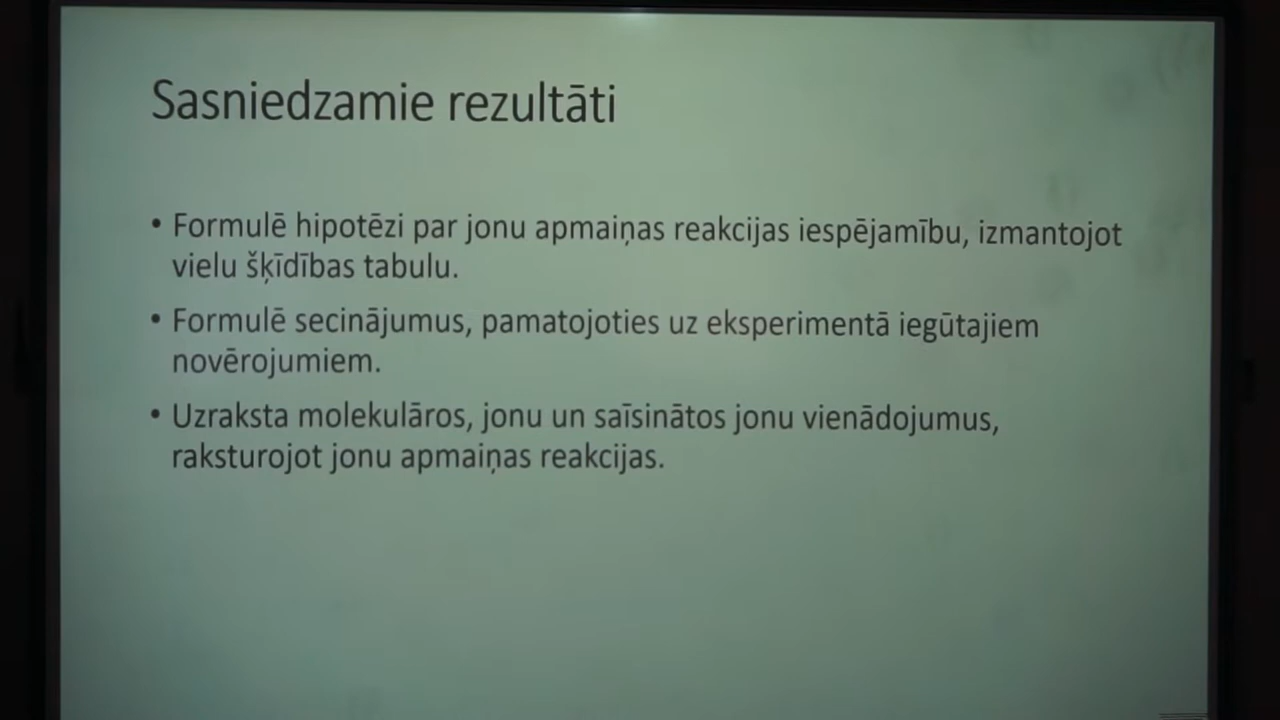 Sasniedzamie rezultāti
• Formulē hipotēzi par jonu apmaiņas reakcijas iespējamību, izmantojot
vielu šķīdības tabulu.
• Formulē secinājumus, pamatojoties uz eksperimentā iegūtajiem
novērojumiem.
• Uzraksta molekulāros, jonu un saīsinātos jonu vienādojumus,
raksturojot jonu apmaiņas reakcijas.